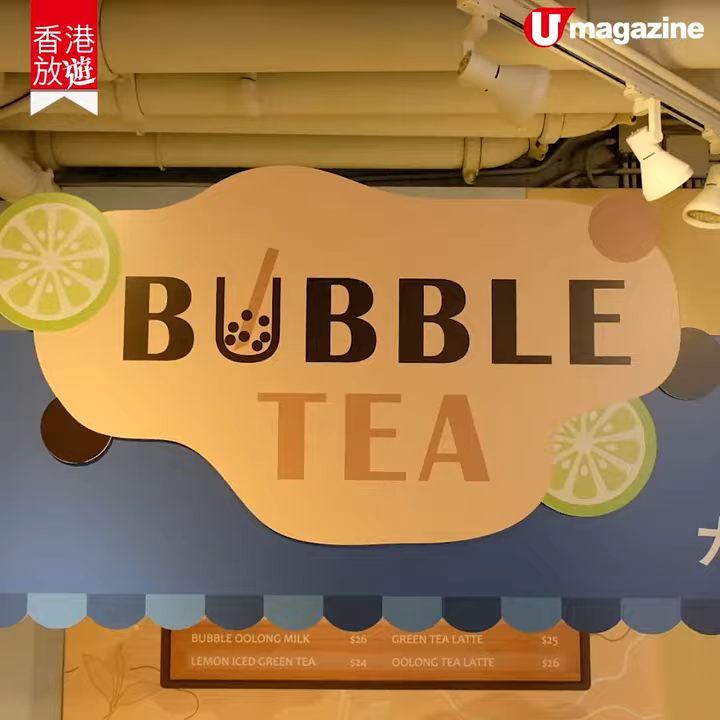 香港
放遊
U magazine
BUBBLE
TEA
BUBBLE OOLONG MILK $26 GREEN TEA LATTE $25
LEMON ICED GREEN TEA $24 OOLONG TEA LATTE $26